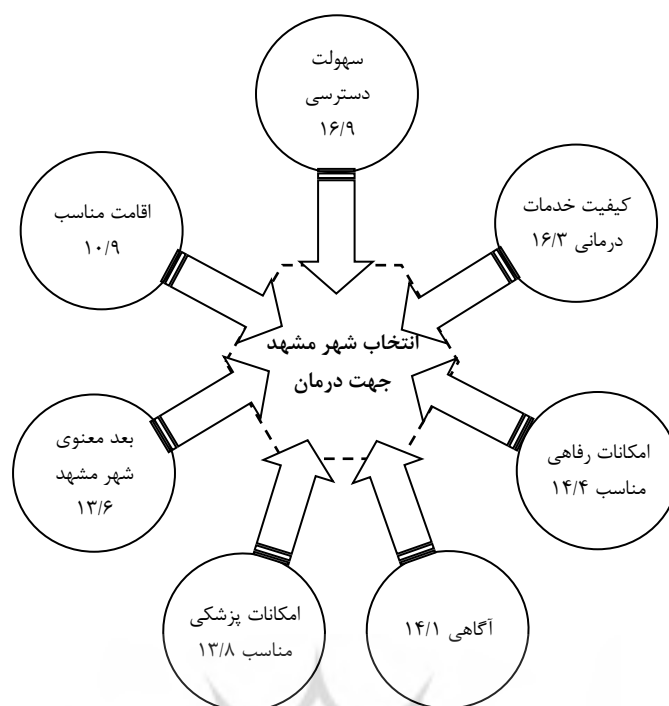 سهولت
دسترسی
۱۶/۹
کیفیت خدمات
درمانی ۱۶/۳
اقامت مناسب
۱۰/۹
انتخاب شهر مشهد
جهت درمان
امکانات رفاهی
مناسب ۱۴/۴
بعد معنوی
شهر مشهد
۱۳/۶
آگاهی ۱۴/۱
امکانات پزشکی
مناسب ۱۳/۸